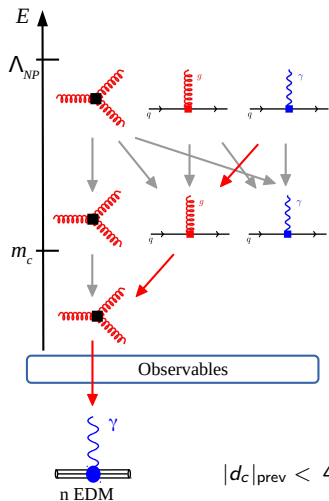 E
Λ_NP
g
γ
q
q
g
γ
q
q
m_c
Observables
γ
n EDM
|d_c|_prev < 4